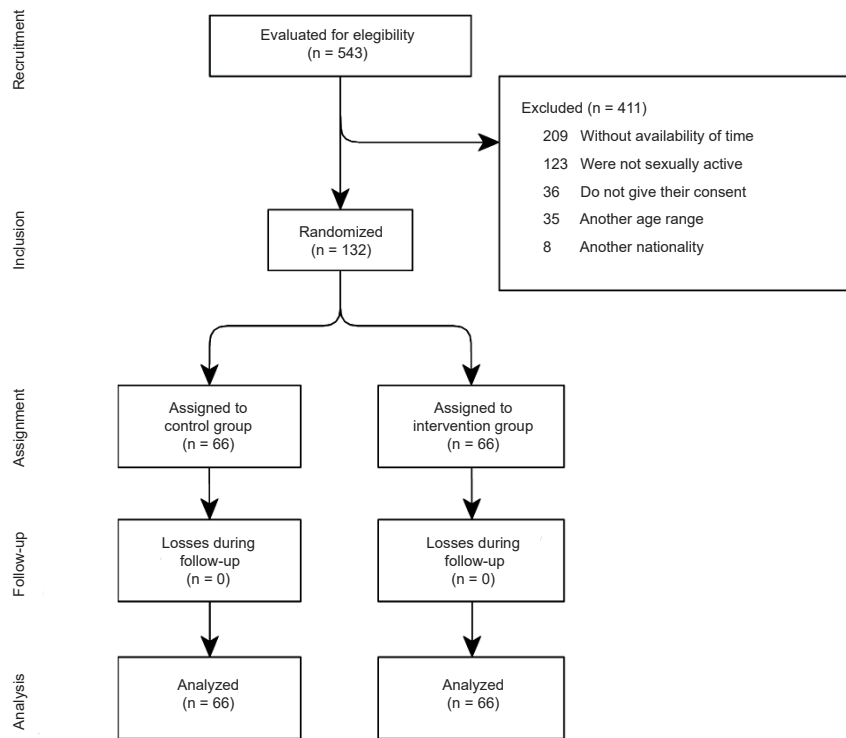 Recruitment
Evaluated for elegibility
(n = 543)
Excluded (n = 411)
209 Without availability of time
123 Were not sexually active
36 Do not give their consent
35 Another age range
8 Another nationality
Inclusion
Randomized
(n = 132)
Assignment
Assigned to
control group
(n = 66)
Assigned to
intervention group
(n = 66)
Follow-up
Losses during
follow-up
(n = 0)
Losses during
follow-up
(n = 0)
Analysis
Analyzed
(n = 66)
Analyzed
(n = 66)